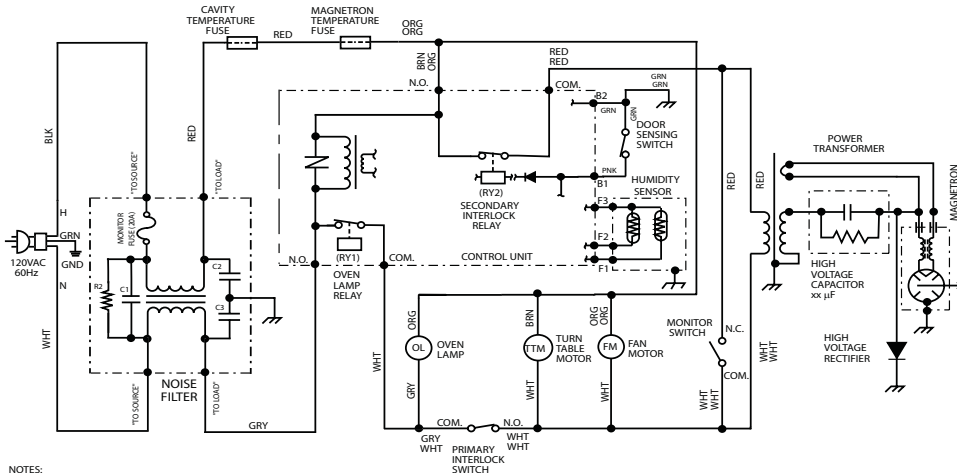 CAVITY
TEMPERATURE
FUSE
RED
MAGNETRON
TEMPERATURE
FUSE
ORG
ORG
BRN
ORG
RED
RED
N.O.
COM.
B2
GRN
GRN
GRN
GRN
DOOR
SENSING
SWITCH
POWER
TRANSFORMER
BLK
RED
"TO SOURCE"
"TO LOAD"
PNK
B1
HUMIDITY
SENSOR
RED
RED
MAGNETRON
(RY2)
SECONDARY
INTERLOCK
RELAY
F3
F2
F1
H
GRN
GND
120VAC
60Hz
N
MONITOR
FUSE (20A)
(RY1)
N.O.
COM.
CONTROL UNIT
OVEN
LAMP
RELAY
R2
C1
C2
C3
HIGH
VOLTAGE
CAPACITOR
xx µF
WHT
ORG
OL
OVEN
LAMP
GRY
WHT
BRN
TTM
TURN
TABLE
MOTOR
WHT
ORG
ORG
FM
FAN
MOTOR
WHT
MONITOR
SWITCH
N.C.
COM.
WHT
WHT
WHT
WHT
HIGH
VOLTAGE
RECTIFIER
NOISE
FILTER
"TO SOURCE"
"TO LOAD"
GRY
COM.
N.O.
GRY
WHT
WHT
WHT
PRIMARY
INTERLOCK
SWITCH
NOTES: